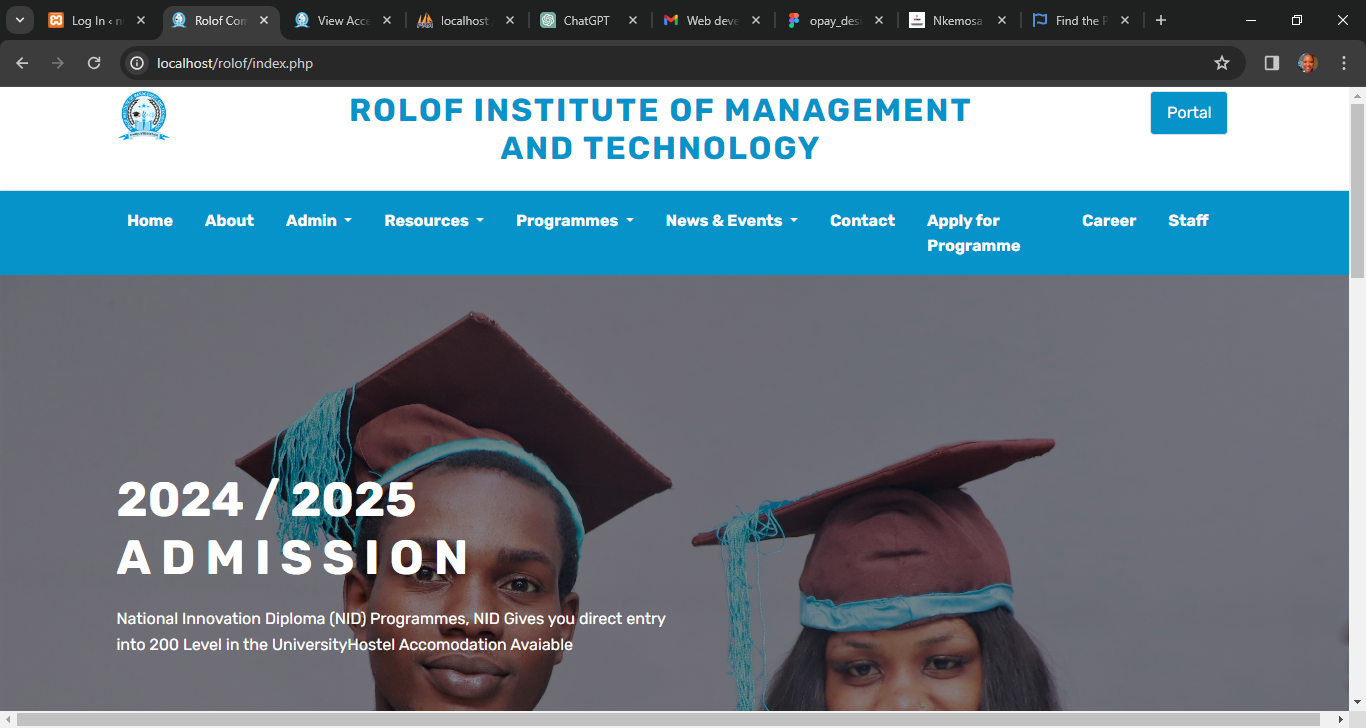 Log In ‹ ni
Rolof Con
View Acce
localhost
ChatGPT
Web deve
opay_desi
Nkemosa
Find the P
localhost/rolof/index.php
ROLOF INSTITUTE OF MANAGEMENT
AND TECHNOLOGY
Portal
Home
About
Admin
Resources
Programmes
News & Events
Contact
Apply for
Programme
Career
Staff
2024 / 2025
ADMISSION
National Innovation Diploma (NID) Programmes, NID Gives you direct entry
into 200 Level in the UniversityHostel Accomodation Avaiable